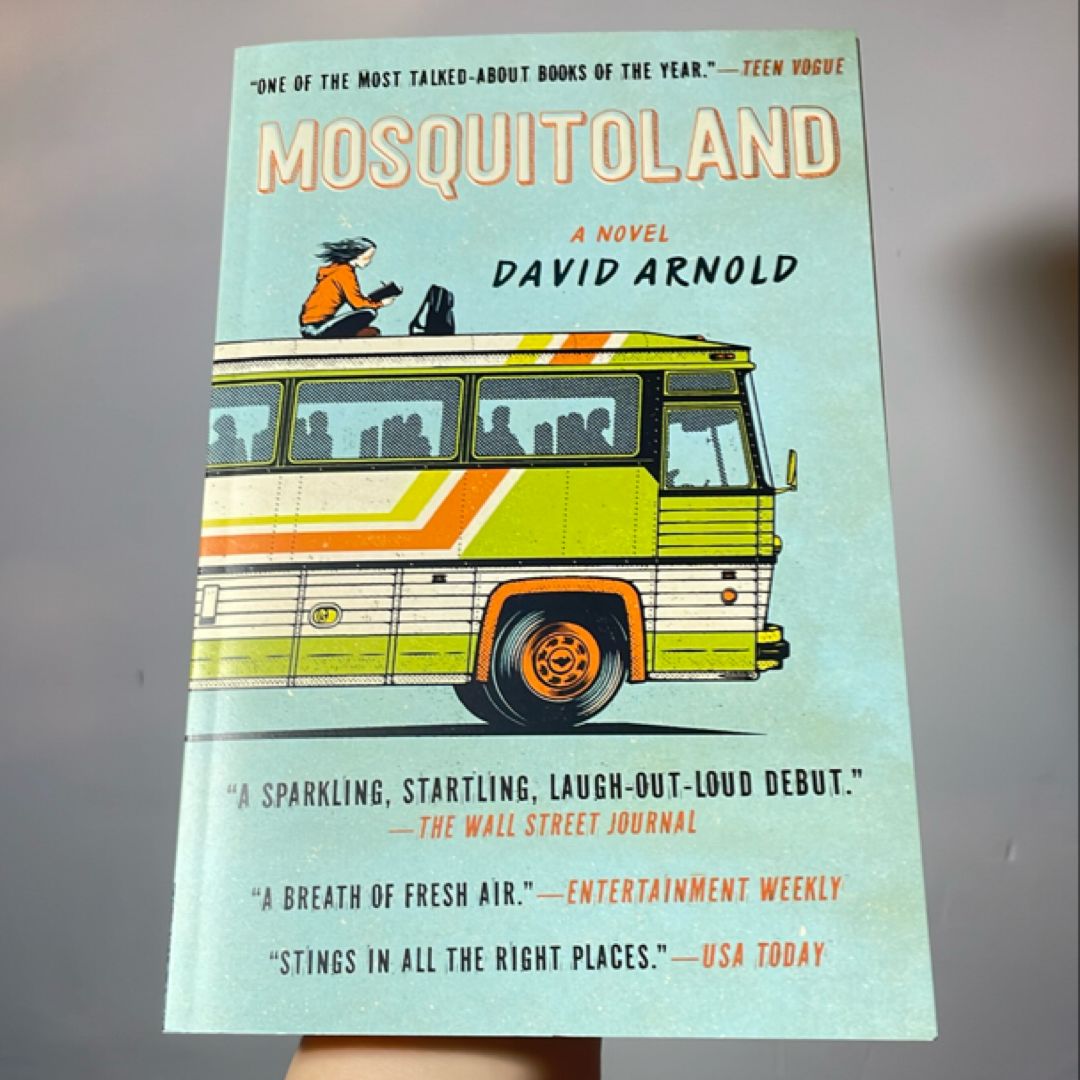 “ONE OF THE MOST TALKED-ABOUT BOOKS OF THE YEAR.”—TEEN VOGUE
MOSQUITOLAND
A NOVEL
DAVID ARNOLD
“A SPARKLING, STARTLING, LAUGH-OUT-LOUD DEBUT.”
—THE WALL STREET JOURNAL
“A BREATH OF FRESH AIR.”—ENTERTAINMENT WEEKLY
“STINGS IN ALL THE RIGHT PLACES.”—USA TODAY